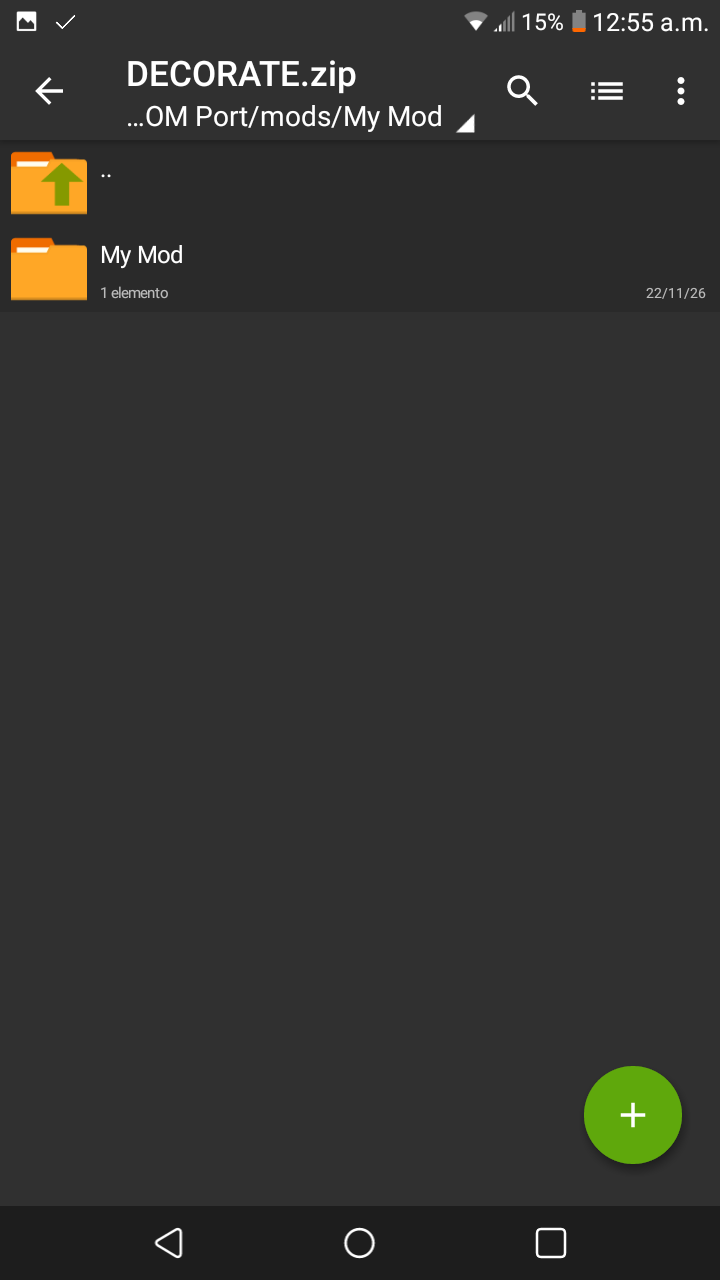 15% 12:55 a.m.
DECORATE.zip
...OM Port/mods/My Mod
..
My Mod
1 elemento 22/11/26